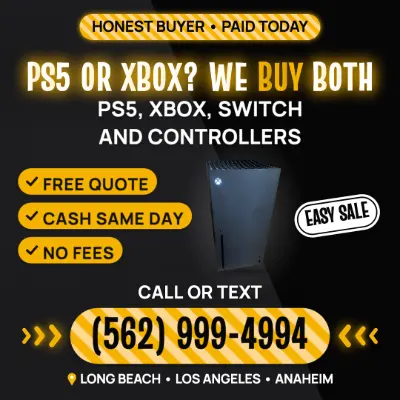 HONEST BUYER • PAID TODAY
PS5 OR XBOX? WE BUY BOTH
PS5, XBOX, SWITCH
AND CONTROLLERS
FREE QUOTE
CASH SAME DAY
NO FEES
EASY SALE
CALL OR TEXT
(562) 999-4994
LONG BEACH • LOS ANGELES • ANAHEIM